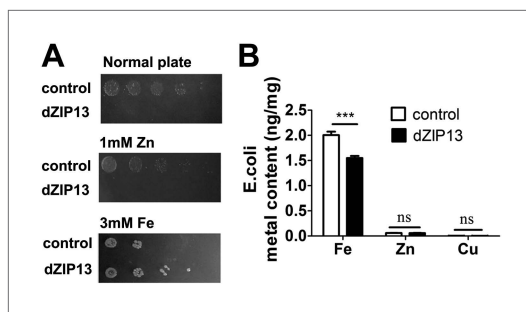 A
Normal plate
control
dZIP13
1mM Zn
control
dZIP13
3mM Fe
control
dZIP13
B
E.coli
metal content (ng/mg)
2.5
2.0
1.5
1.0
0.5
0.0
control
dZIP13
***
ns
ns
Fe
Zn
Cu